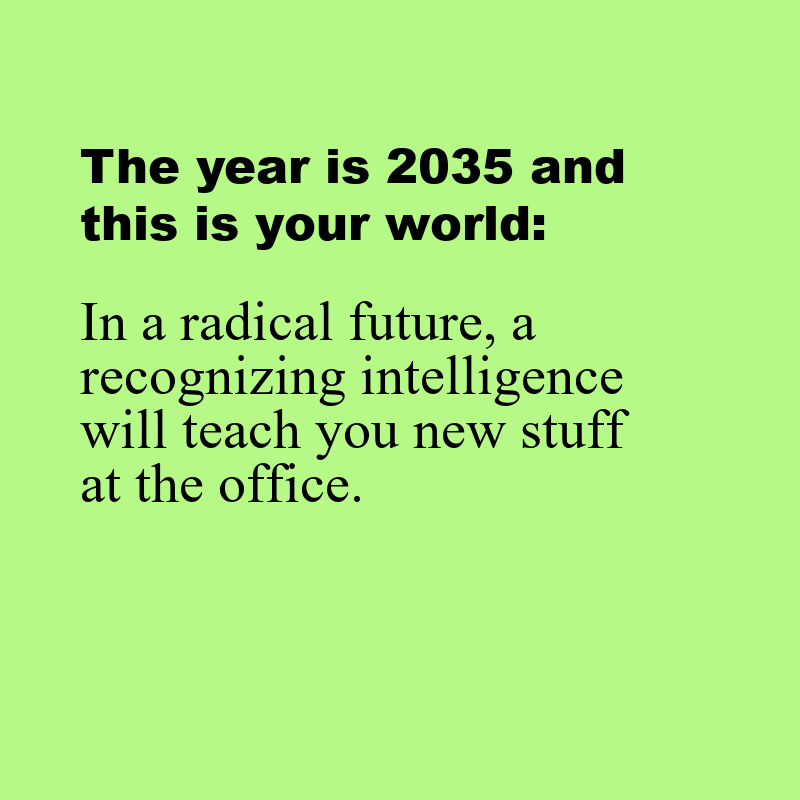 The year is 2035 and
this is your world:
In a radical future, a
recognizing intelligence
will teach you new stuff
at the office.